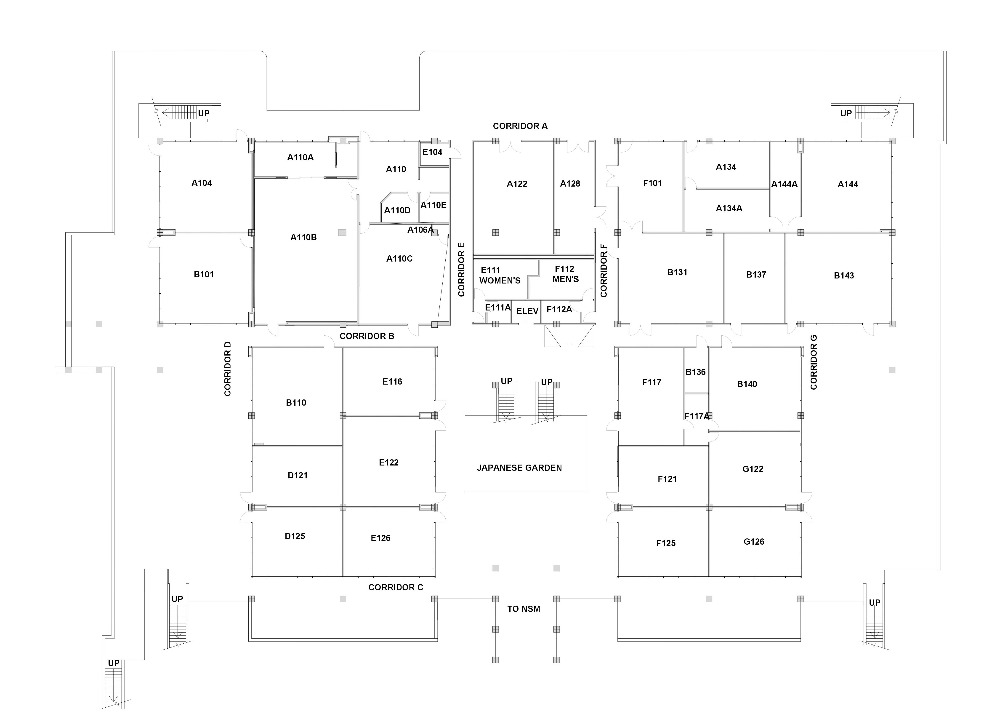 UP
UP
CORRIDOR A
A110A
A110
E104
A104
A122
A128
F101
A134
A144A
A144
A110D
A110E
A134A
A106A
A110B
A110C
CORRIDOR E
CORRIDOR F
B101
E111
WOMEN'S
F112
MEN'S
B131
B137
B143
E111A
ELEV
F112A
CORRIDOR B
CORRIDOR D
CORRIDOR G
B110
E116
UP
UP
F117
B136
B140
F117A
D121
E122
JAPANESE GARDEN
F121
G122
D125
E126
F125
G126
CORRIDOR C
UP
TO NSM
UP
UP